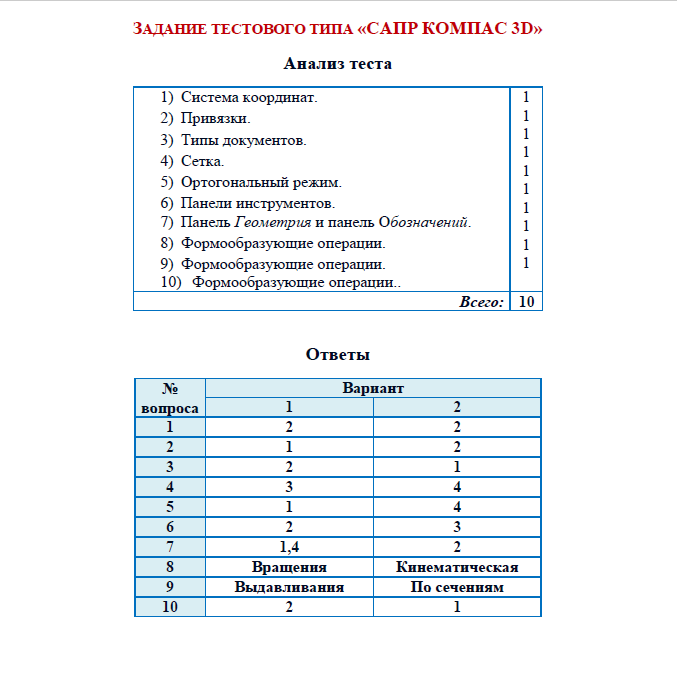 ЗАДАНИЕ ТЕСТОВОГО ТИПА «САПР КОМПАС 3D»
Анализ теста
1) Система координат. 1
2) Привязки. 1
3) Типы документов. 1
4) Сетка. 1
5) Ортогональный режим. 1
6) Панели инструментов. 1
7) Панель Геометрия и панель Обозначений. 1
8) Формообразующие операции. 1
9) Формообразующие операции. 1
10) Формообразующие операции.. 1
Всего: 10
Ответы
№ вопроса Вариант
1 2
1 2 2
2 1 2
3 2 1
4 3 4
5 1 4
6 2 3
7 1,4 2
8 Вращения Кинематическая
9 Выдавливания По сечениям
10 2 1